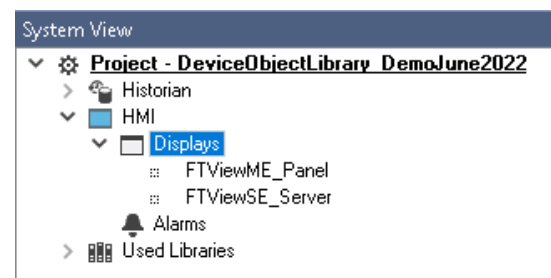 System View
Project - DeviceObjectLibrary_DemoJune2022
Historian
HMI
Displays
FTViewME_Panel
FTViewSE_Server
Alarms
Used Libraries